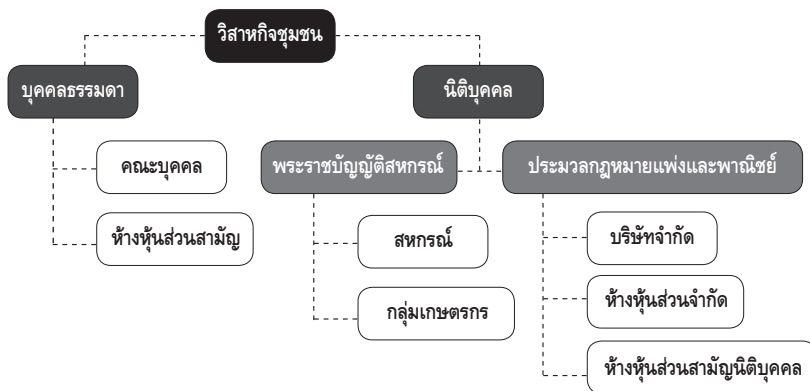 วิสาหกิจชุมชน
บุคคลธรรมดา
นิติบุคคล
คณะบุคคล
พระราชบัญญัติสหกรณ์
ประมวลกฎหมายแพ่งและพาณิชย์
ห้างหุ้นส่วนสามัญ
สหกรณ์
บริษัทจำกัด
กลุ่มเกษตรกร
ห้างหุ้นส่วนจำกัด
ห้างหุ้นส่วนสามัญนิติบุคคล